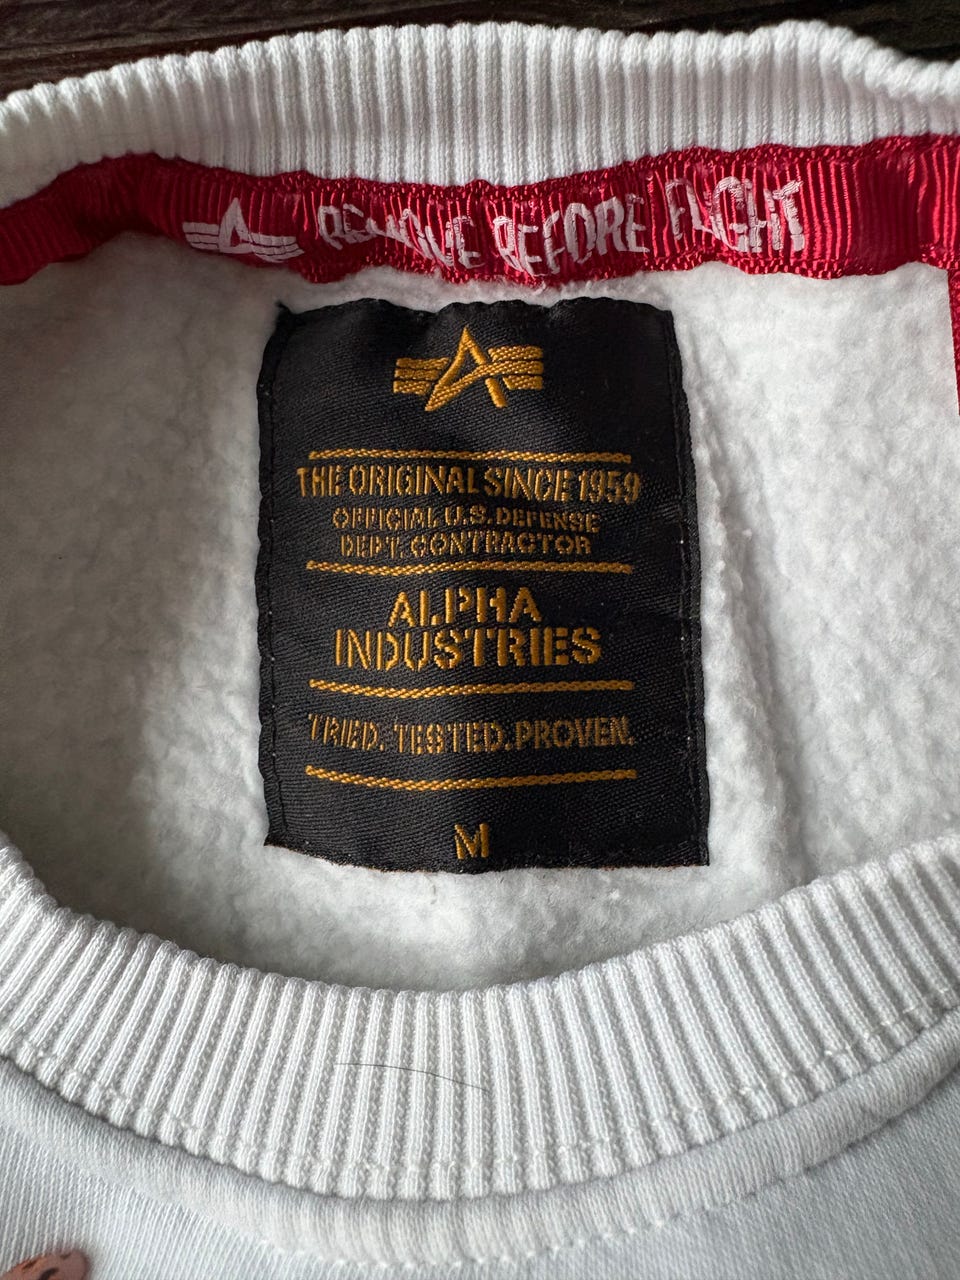 REMOVE BEFORE FLIGHT
THE ORIGINAL SINCE 1959
OFFICIAL U.S. DEFENSE
DEPT. CONTRACTOR
ALPHA
INDUSTRIES
TRIED. TESTED. PROVEN.
M